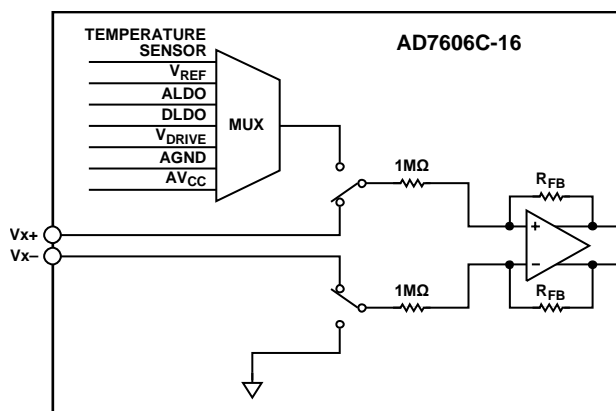 TEMPERATURE
SENSOR
AD7606C-16
VREF
ALDO
DLDO
MUX
VDRIVE
AGND
AVCC
1MΩ
RFB
Vx+
+
Vx–
–
1MΩ
RFB